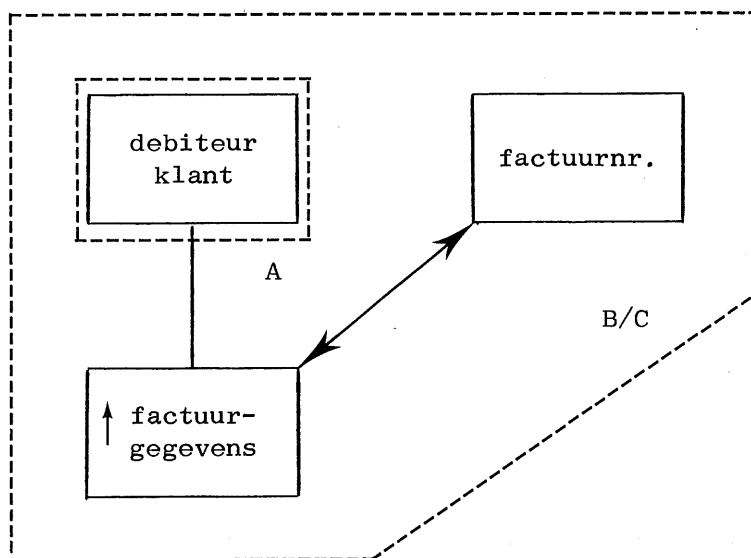 debiteur
klant
factuurnr.
A
B/C
factuur-
gegevens